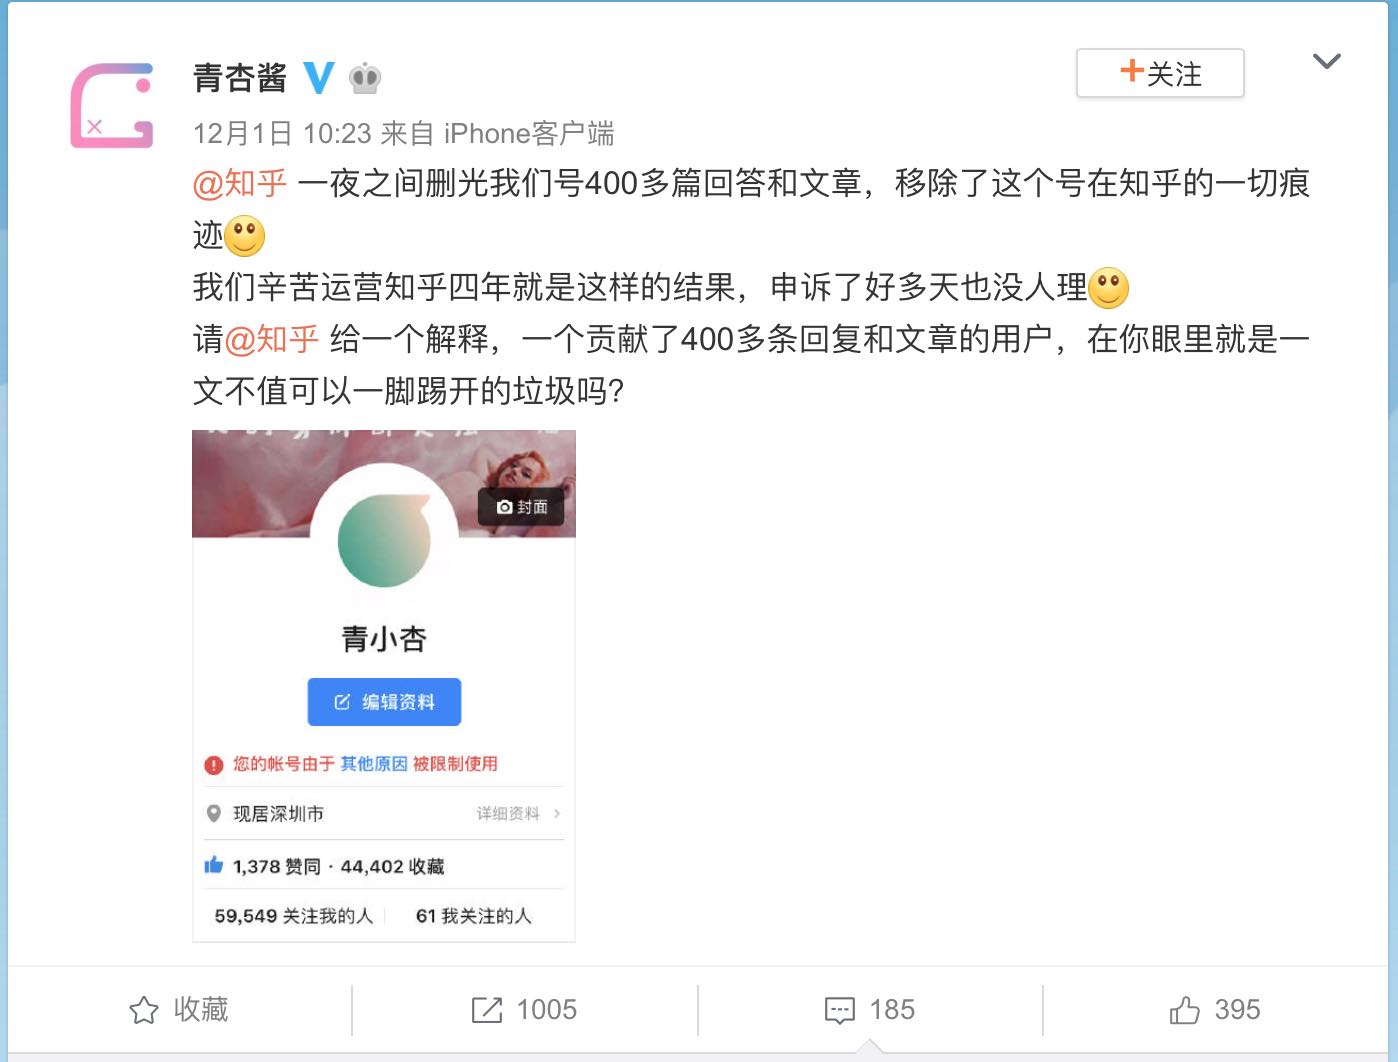 青杏酱
+关注
12月1日 10:23 来自 iPhone客户端
@知乎 一夜之间删光我们号400多篇回答和文章，移除了这个号在知乎的一切痕
迹
我们辛苦运营知乎四年就是这样的结果，申诉了好多天也没人理
请@知乎 给一个解释，一个贡献了400多条回复和文章的用户，在你眼里就是一
文不值可以一脚踢开的垃圾吗?
封面
青小杏
编辑资料
您的帐号由于 其他原因 被限制使用
现居深圳市
详细资料
1,378 赞同 · 44,402 收藏
59,549 关注我的人
61 我关注的人
收藏
1005
185
395